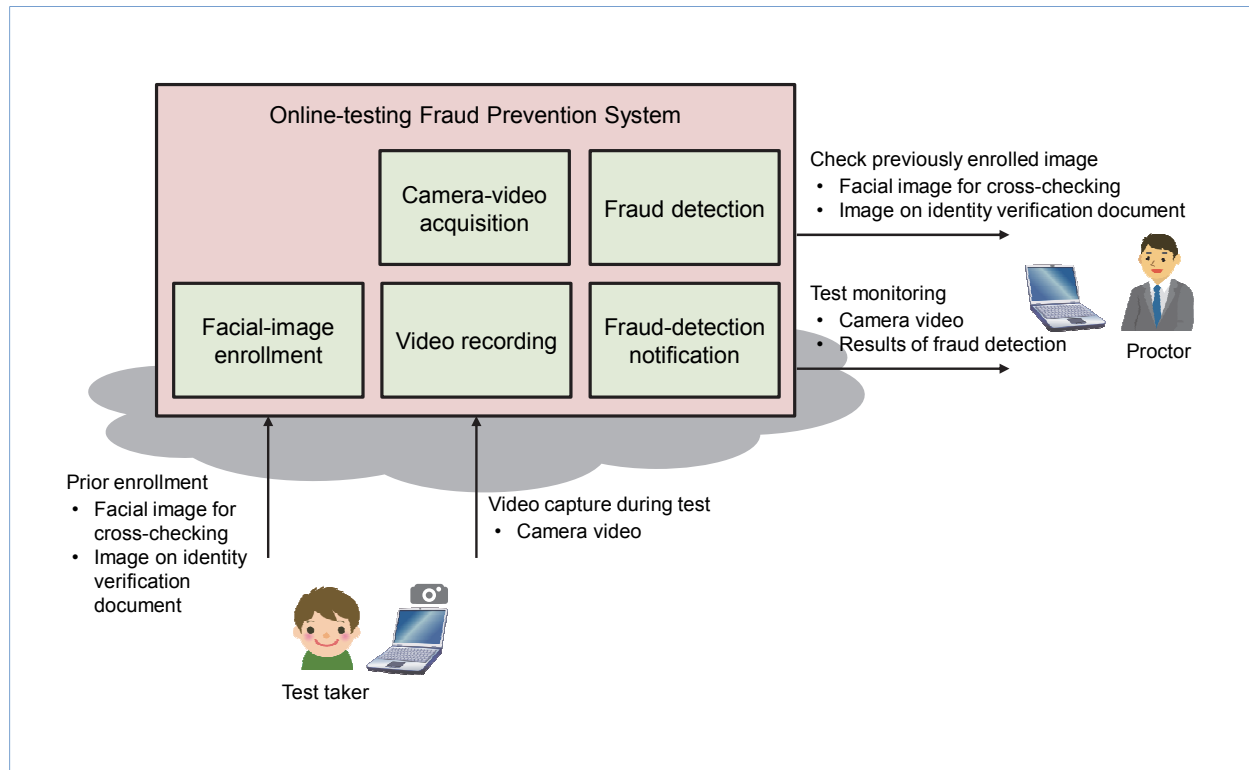 Online-testing Fraud Prevention System
Camera-video
acquisition
Fraud detection
Facial-image
enrollment
Video recording
Fraud-detection
notification
Check previously enrolled image
• Facial image for cross-checking
• Image on identity verification document
Test monitoring
• Camera video
• Results of fraud detection
Proctor
Prior enrollment
• Facial image for
cross-checking
• Image on identity
verification
document
Video capture during test
• Camera video
Test taker